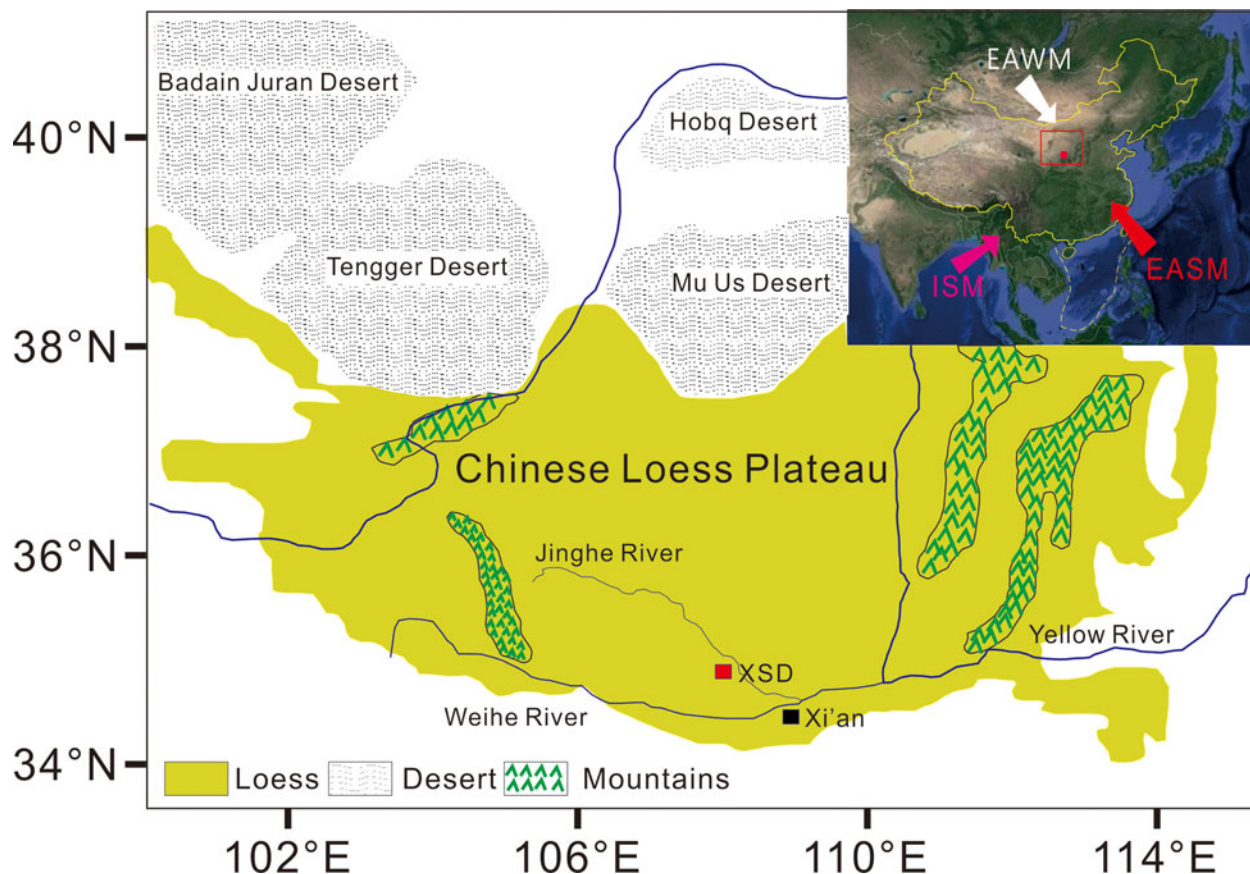 Badain Juran Desert
Hobq Desert
Tengger Desert
Mu Us Desert
EAWM
ISM
EASM
40°N
38°N
36°N
34°N
Chinese Loess Plateau
Jinghe River
XSD
Yellow River
Weihe River
Xi’an
Loess
Desert
Mountains
102°E
106°E
110°E
114°E